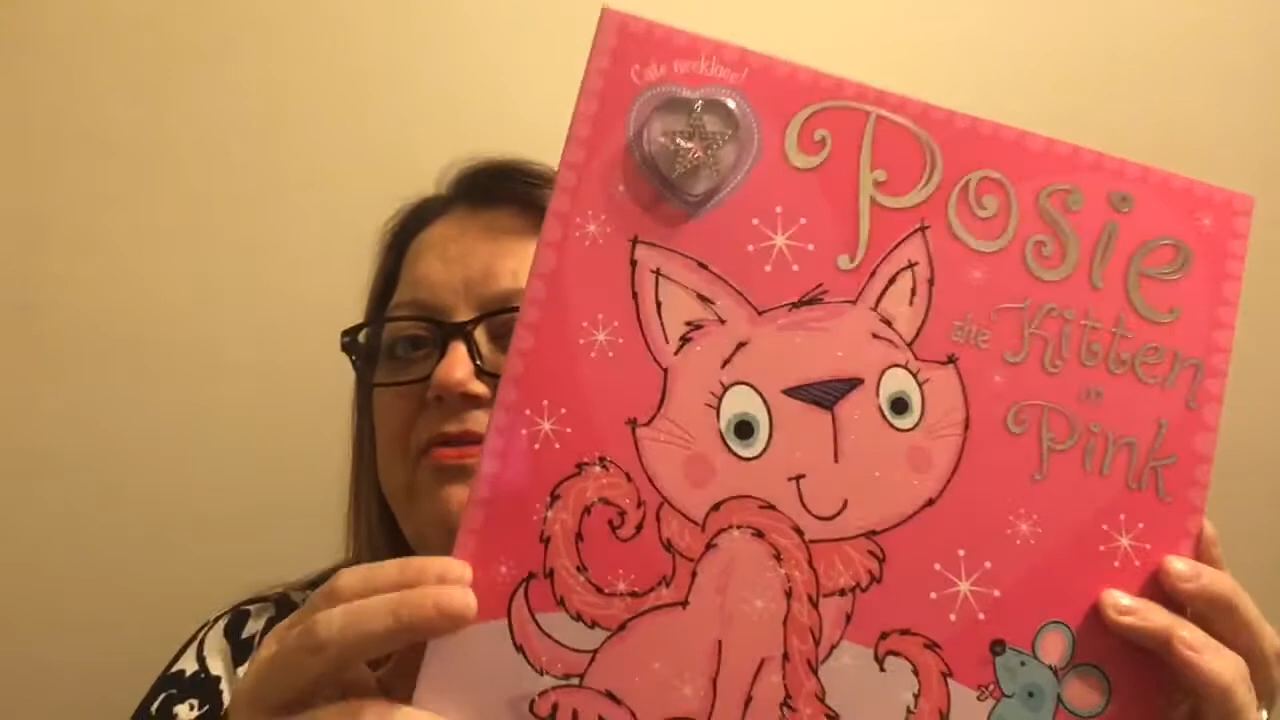 Cute necklace!
Posie
the Kitten
in
Pink